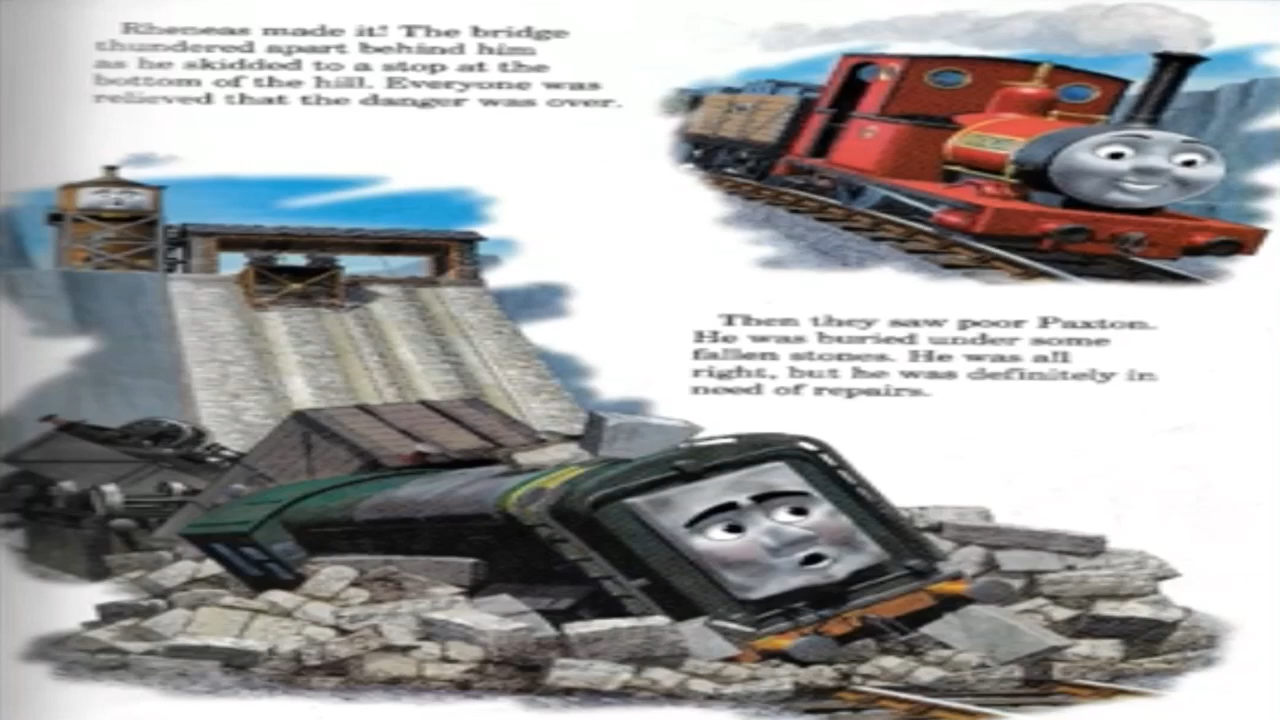 Rheneas made it! The bridge
thundered apart behind him
as he skidded to a stop at the
bottom of the hill. Everyone was
relieved that the danger was over.
Then they saw poor Paxton.
He was buried under some
fallen stones. He was all
right, but he was definitely in
need of repairs.